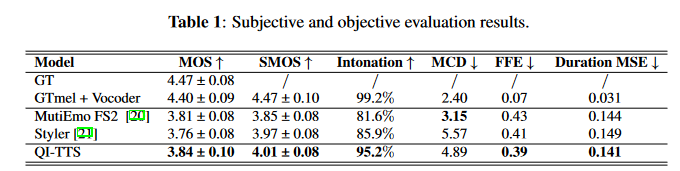 Table 1: Subjective and objective evaluation results.
Model MOS ↑ SMOS ↑ Intonation ↑ MCD ↓ FFE ↓ Duration MSE ↓
GT 4.47 ± 0.08 / / / / /
GTmel + Vocoder 4.40 ± 0.09 4.47 ± 0.10 99.2% 2.40 0.07 0.031
MutiEmo FS2 [20] 3.81 ± 0.08 3.85 ± 0.08 81.6% 3.15 0.43 0.144
Styler [21] 3.76 ± 0.08 3.97 ± 0.08 85.9% 5.57 0.41 0.149
QI-TTS 3.84 ± 0.10 4.01 ± 0.08 95.2% 4.89 0.39 0.141